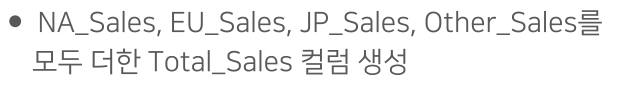 • NA_Sales, EU_Sales, JP_Sales, Other_Sales를
모두 더한 Total_Sales 컬럼 생성